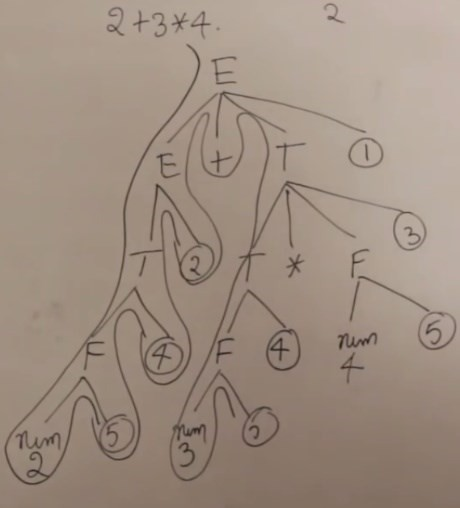 2+3*4. 2
E
E + T ①
T ② T * F ③
F ④ F ④ num 4 ⑤
num 2 ⑤ num 3 5